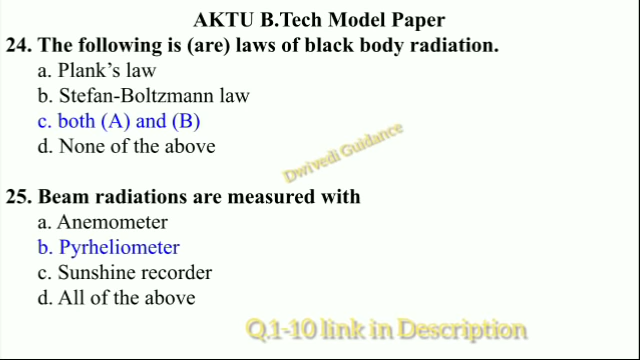 AKTU B.Tech Model Paper
24. The following is (are) laws of black body radiation.
a. Plank’s law
b. Stefan-Boltzmann law
c. both (A) and (B)
d. None of the above
Dwivedi Guidance
25. Beam radiations are measured with
a. Anemometer
b. Pyrheliometer
c. Sunshine recorder
d. All of the above
Q.1-10 link in Description